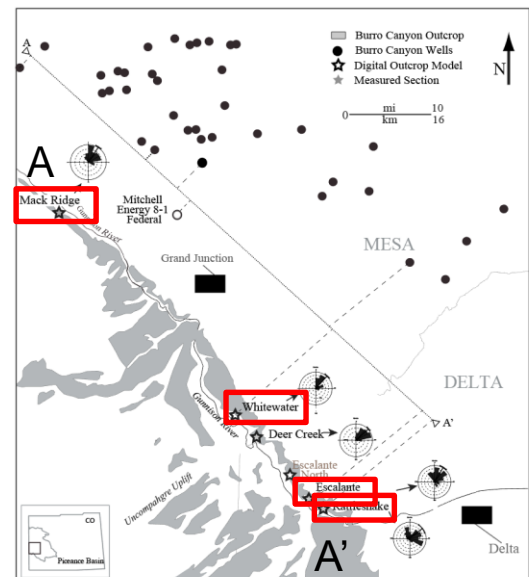 A
Burro Canyon Outcrop
Burro Canyon Wells
Digital Outcrop Model
Measured Section
N
mi 10
0
km 16
A
Mack Ridge
Mitchell
Energy 8-1
Federal
Gunnison River
Grand Junction
MESA
DELTA
Whitewater
A'
Gunnison River
Deer Creek
Escalante
North
Escalante
Uncompahgre Uplift
Rattlesnake
CO
Piceance Basin
A'
Delta